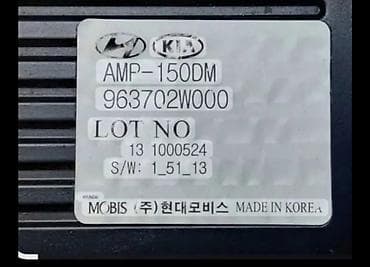 KIA
AMP-150DM
963702W000
LOT NO
13 1000524
S/W: 1_51_13
HYUNDAI
MOBIS (주)현대모비스 MADE IN KOREA